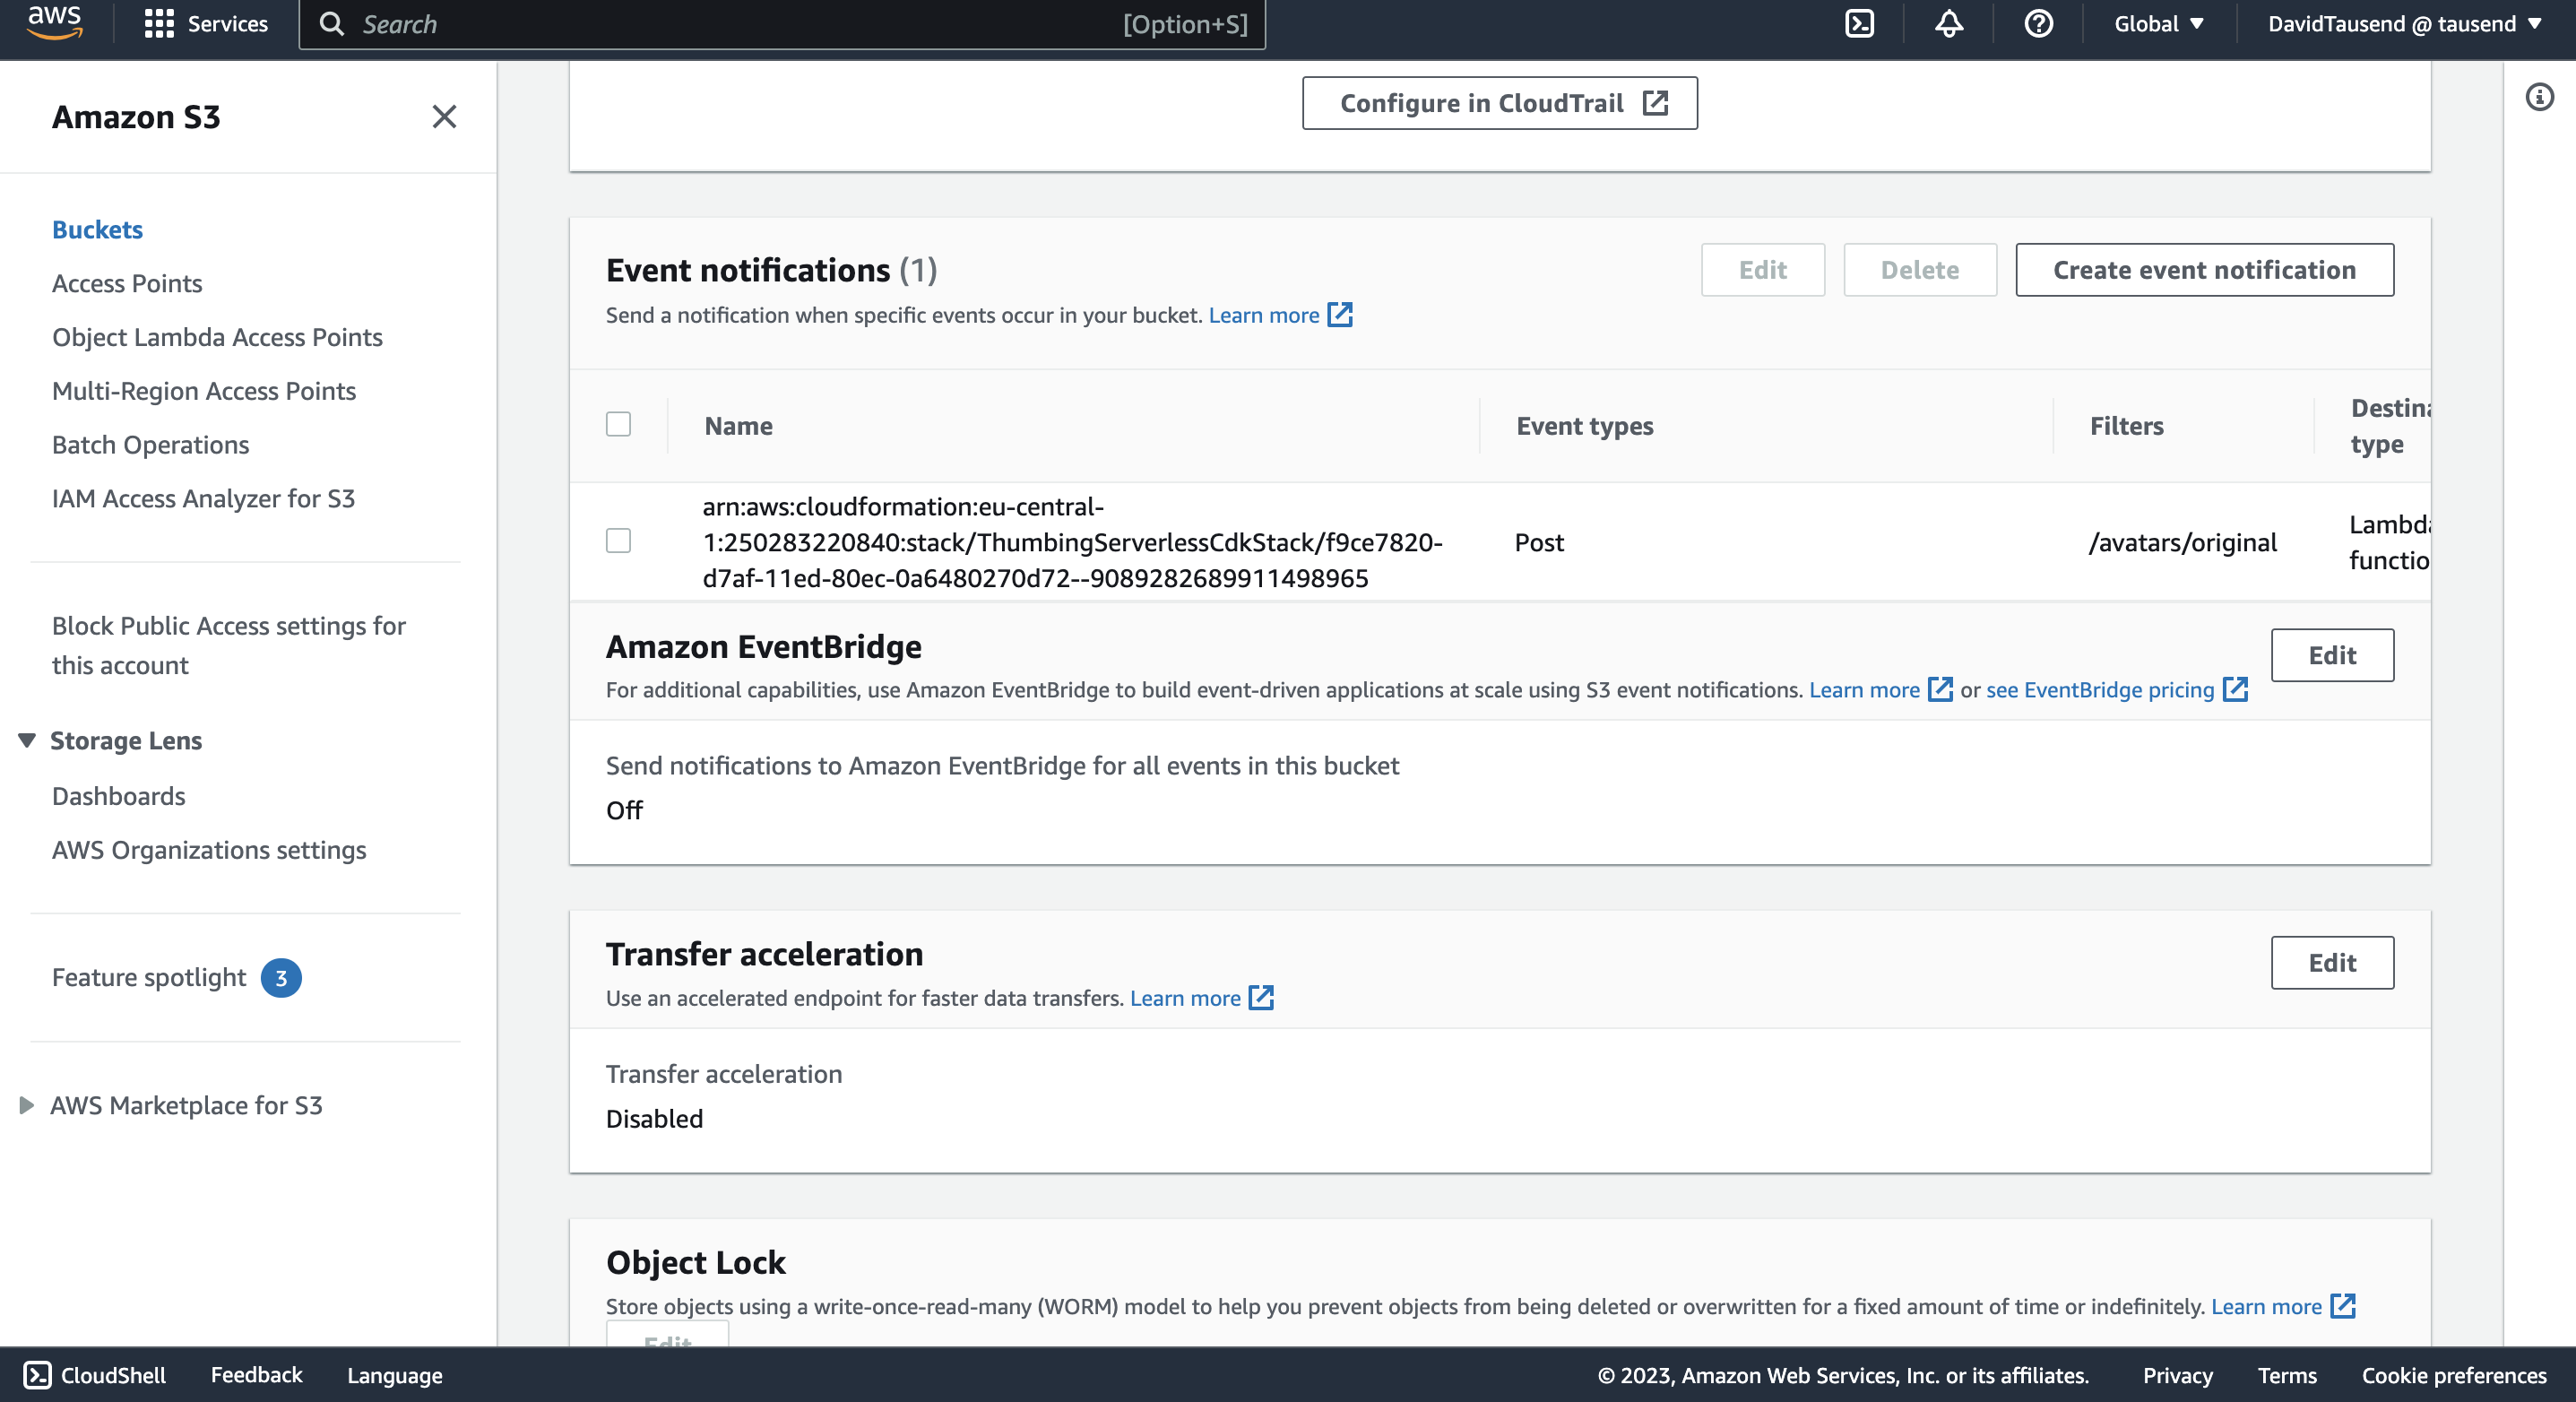 aws
Services
Search
[Option+S]
Global
DavidTausend @ tausend
Amazon S3
Buckets
Access Points
Object Lambda Access Points
Multi-Region Access Points
Batch Operations
IAM Access Analyzer for S3
Block Public Access settings for
this account
Storage Lens
Dashboards
AWS Organizations settings
Feature spotlight 3
AWS Marketplace for S3
Configure in CloudTrail
Event notifications (1)
Edit
Delete
Create event notification
Send a notification when specific events occur in your bucket. Learn more
Name
Event types
Filters
Destina
type
arn:aws:cloudformation:eu-central-
1:250283220840:stack/ThumbingServerlessCdkStack/f9ce7820-
d7af-11ed-80ec-0a6480270d72--9089282689911498965
Post
/avatars/original
Lambda
functio
Amazon EventBridge
Edit
For additional capabilities, use Amazon EventBridge to build event-driven applications at scale using S3 event notifications. Learn more or see EventBridge pricing
Send notifications to Amazon EventBridge for all events in this bucket
Off
Transfer acceleration
Edit
Use an accelerated endpoint for faster data transfers. Learn more
Transfer acceleration
Disabled
Object Lock
Store objects using a write-once-read-many (WORM) model to help you prevent objects from being deleted or overwritten for a fixed amount of time or indefinitely. Learn more
Edit
CloudShell
Feedback
Language
© 2023, Amazon Web Services, Inc. or its affiliates.
Privacy
Terms
Cookie preferences